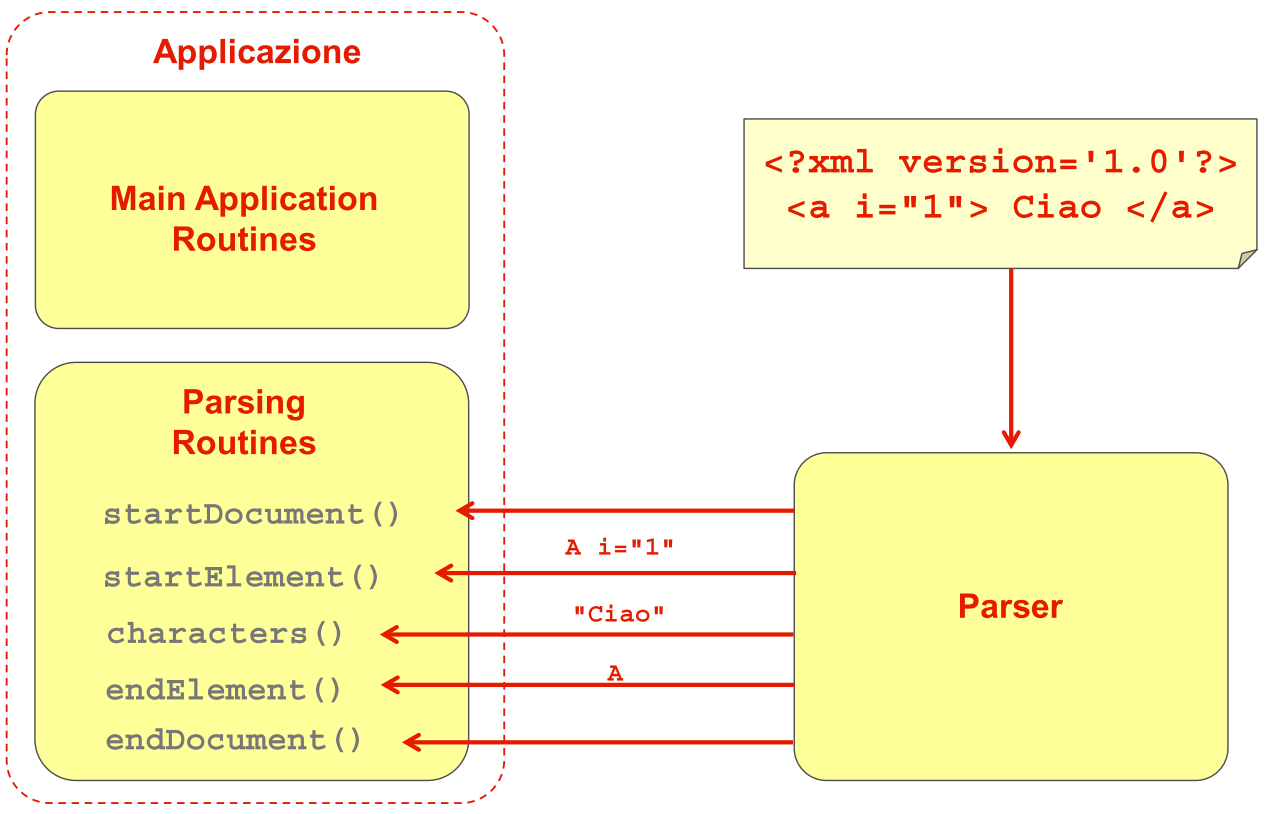 Applicazione
Main Application
Routines
<?xml version='1.0'?>
<a i="1"> Ciao </a>
Parsing
Routines
startDocument()
A i="1"
startElement()
"Ciao"
characters()
A
endElement()
endDocument()
Parser